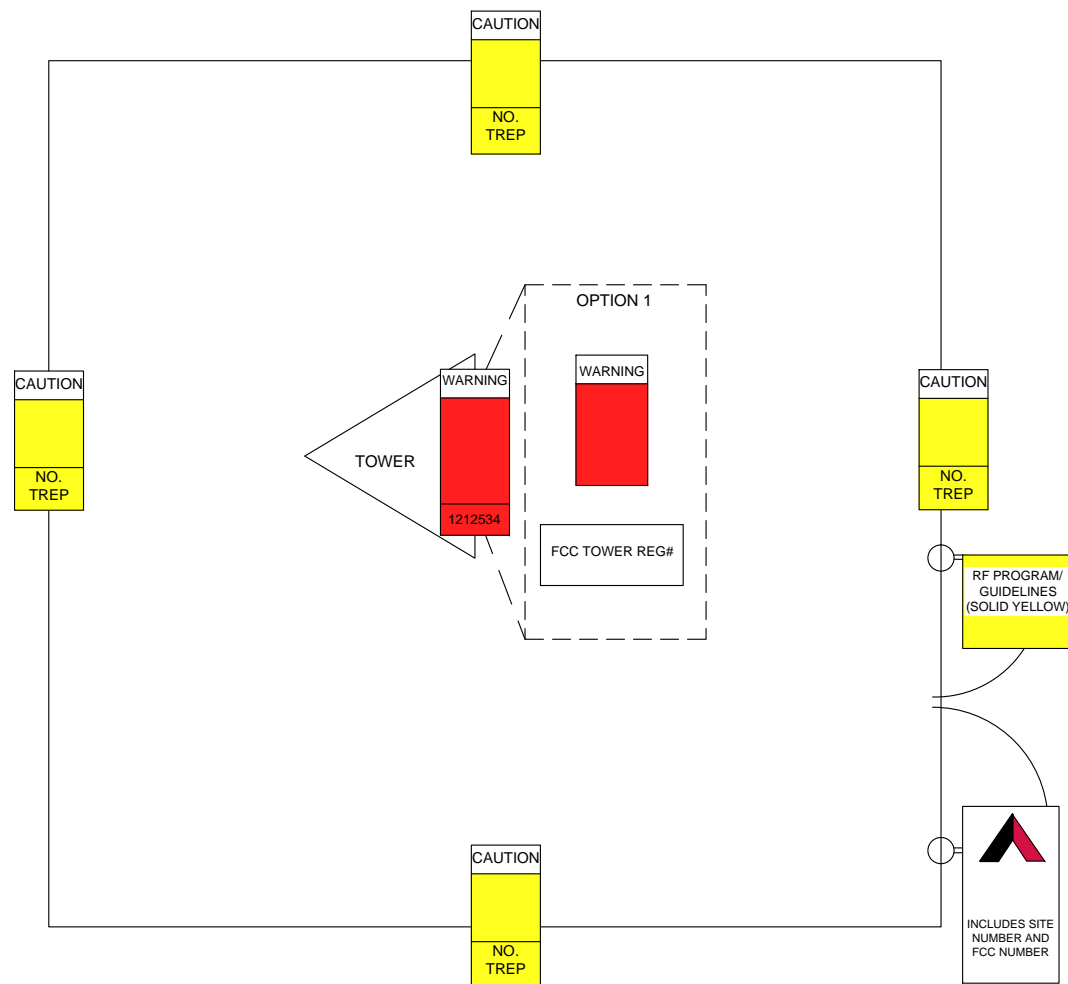 CAUTION
NO.
TREP
OPTION 1
CAUTION
NO.
TREP
TOWER
WARNING
1212534
WARNING
FCC TOWER REG#
CAUTION
NO.
TREP
RF PROGRAM/
GUIDELINES
(SOLID YELLOW)
CAUTION
NO.
TREP
INCLUDES SITE
NUMBER AND
FCC NUMBER